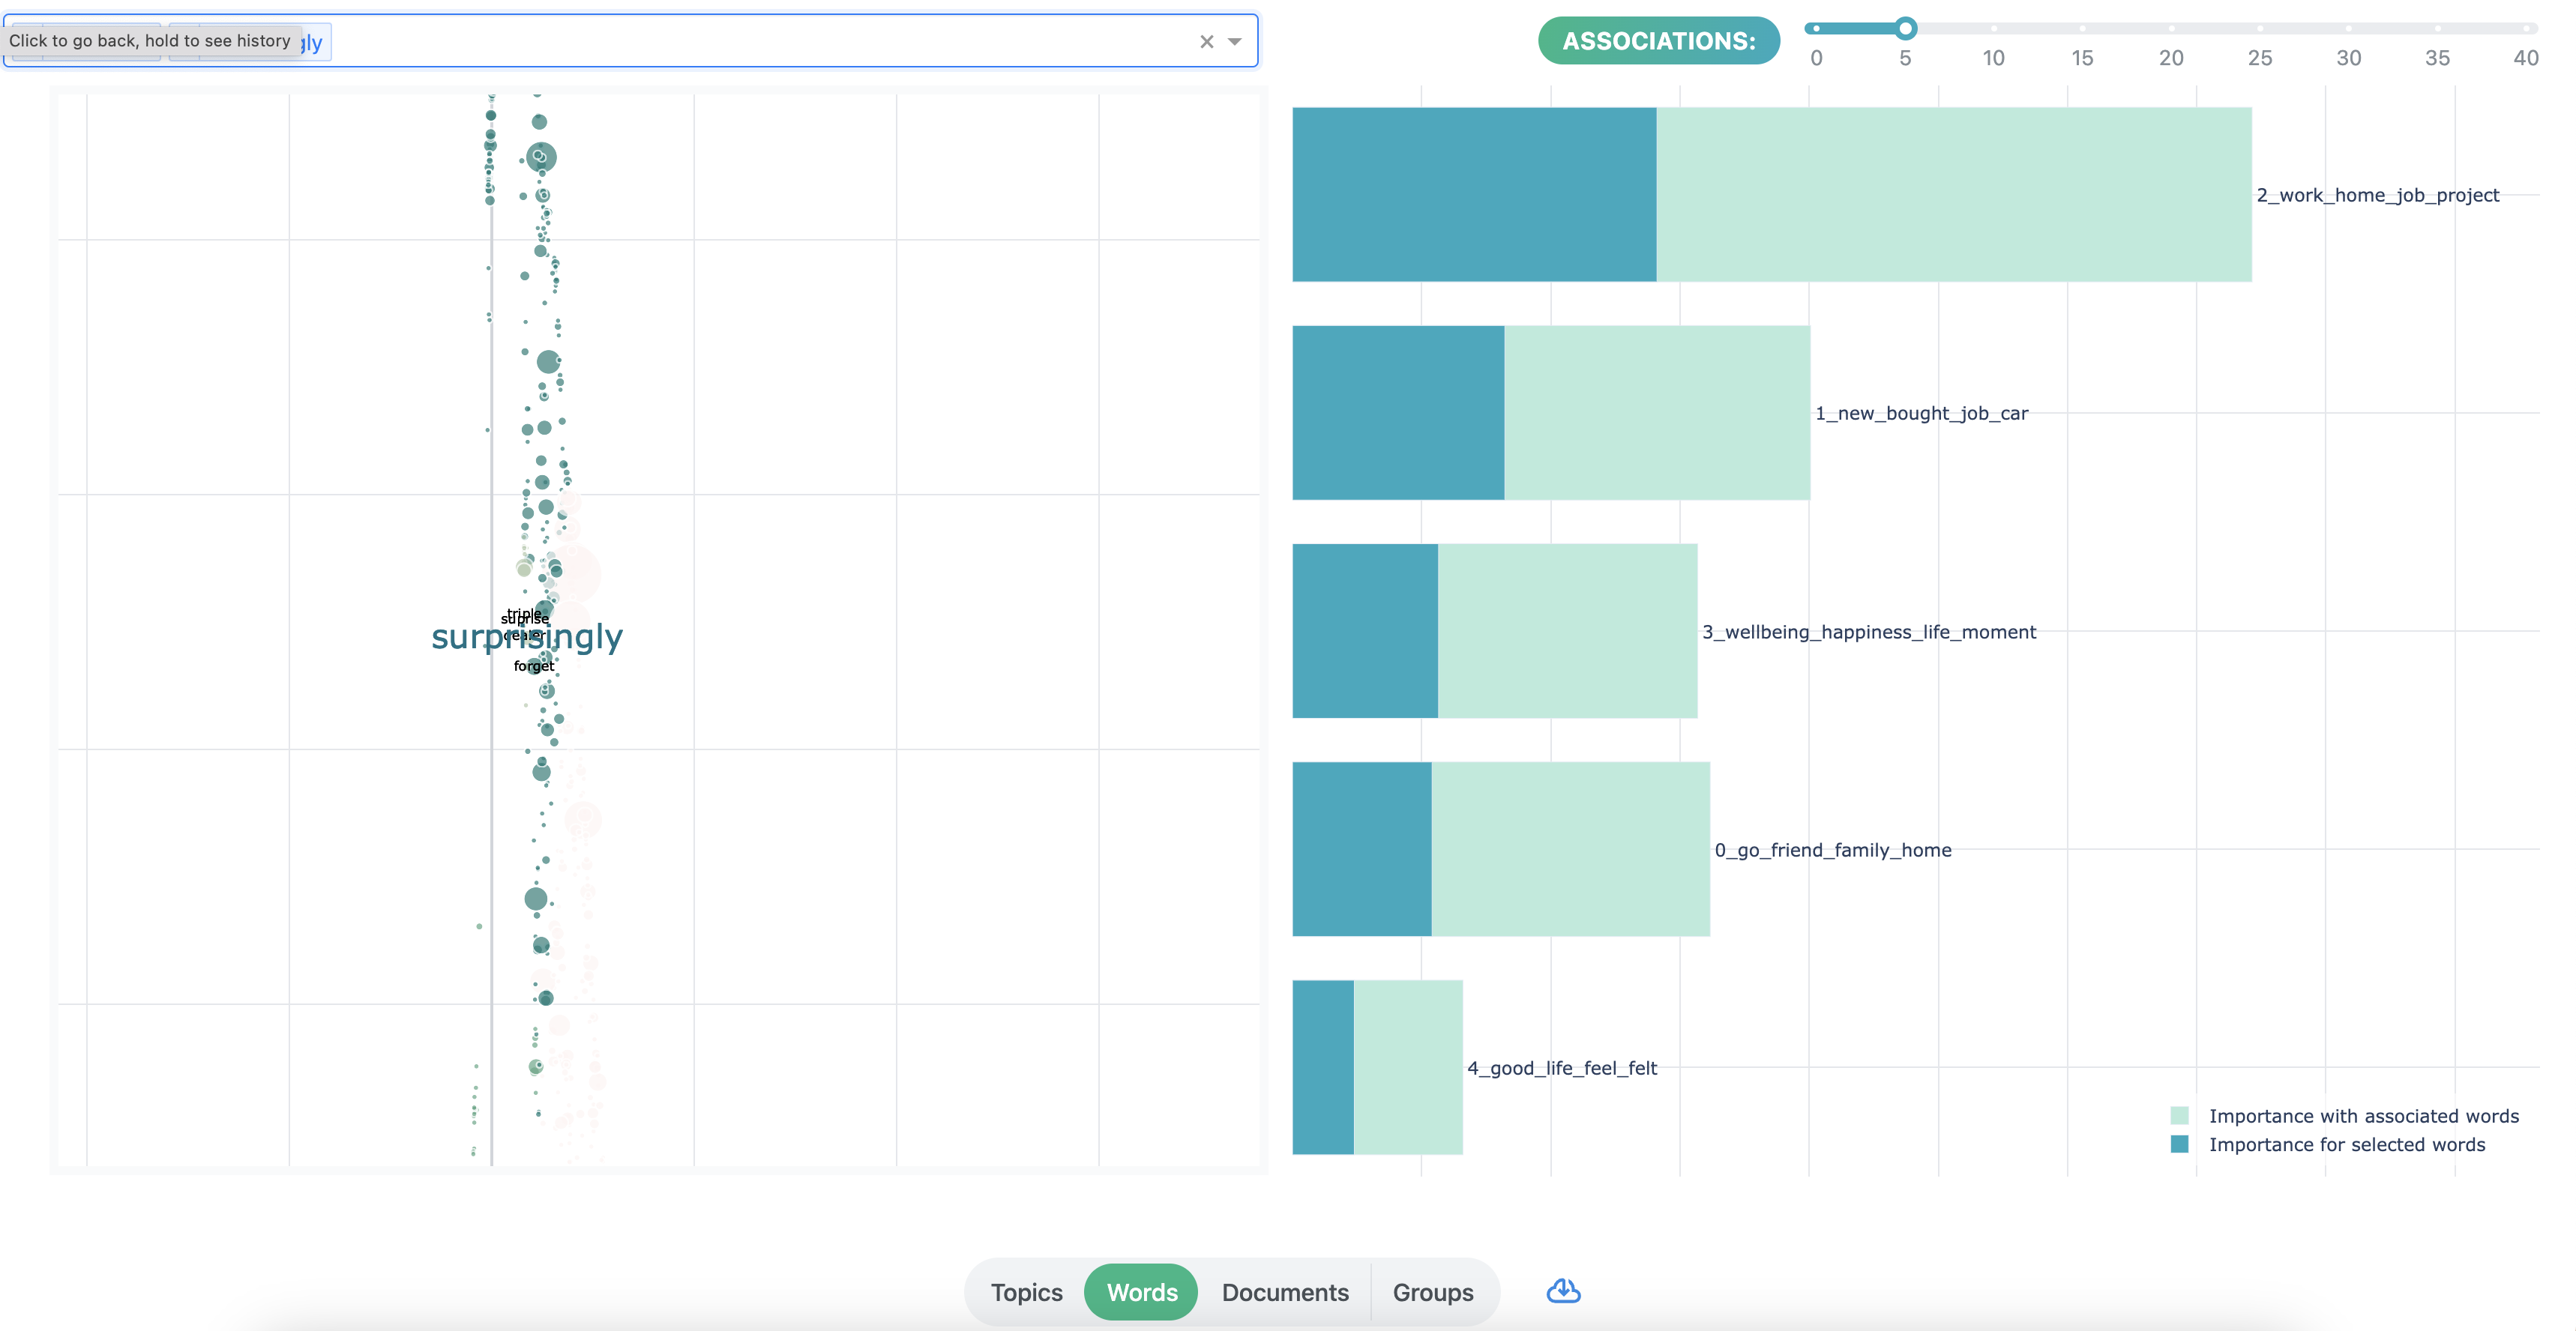 Click to go back, hold to see history
gly
ASSOCIATIONS:
0 5 10 15 20 25 30 35 40
triple
suprise
dealer
surprisingly
forget
2_work_home_job_project
1_new_bought_job_car
3_wellbeing_happiness_life_moment
0_go_friend_family_home
4_good_life_feel_felt
Importance with associated words
Importance for selected words
Topics Words Documents Groups